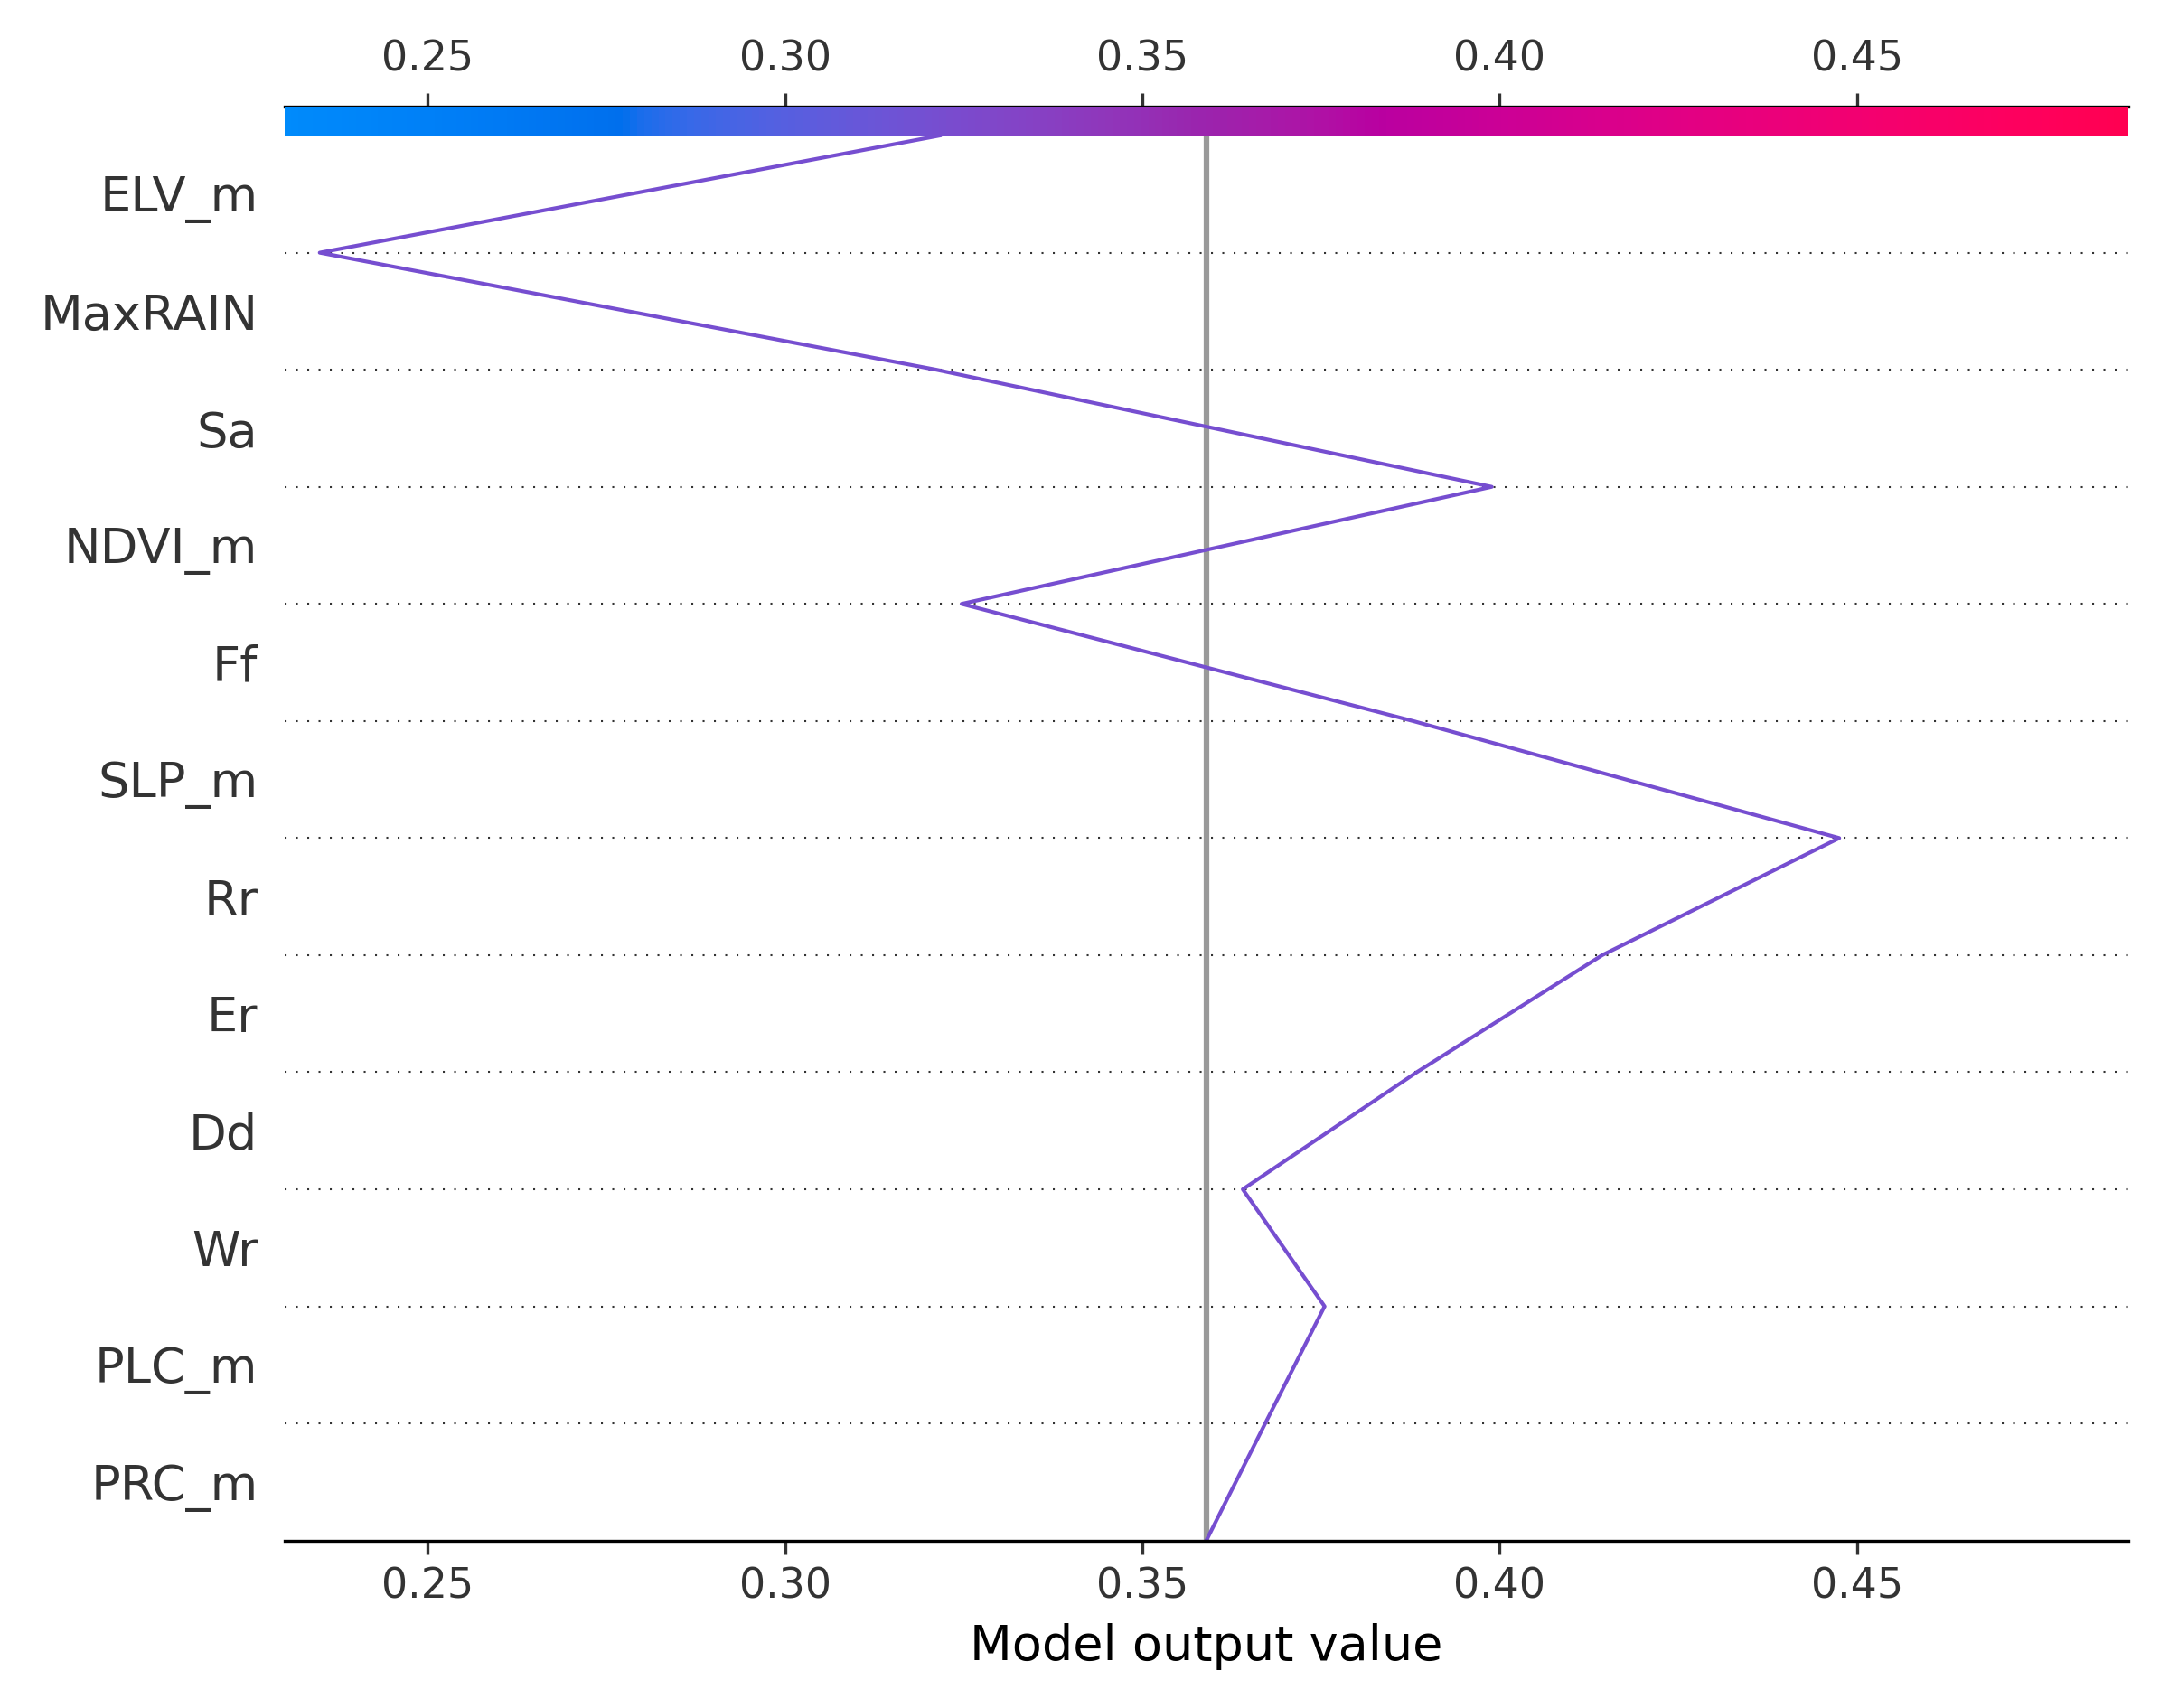 0.25 0.30 0.35 0.40 0.45
ELV_m
MaxRAIN
Sa
NDVI_m
Ff
SLP_m
Rr
Er
Dd
Wr
PLC_m
PRC_m
0.25 0.30 0.35 0.40 0.45
Model output value